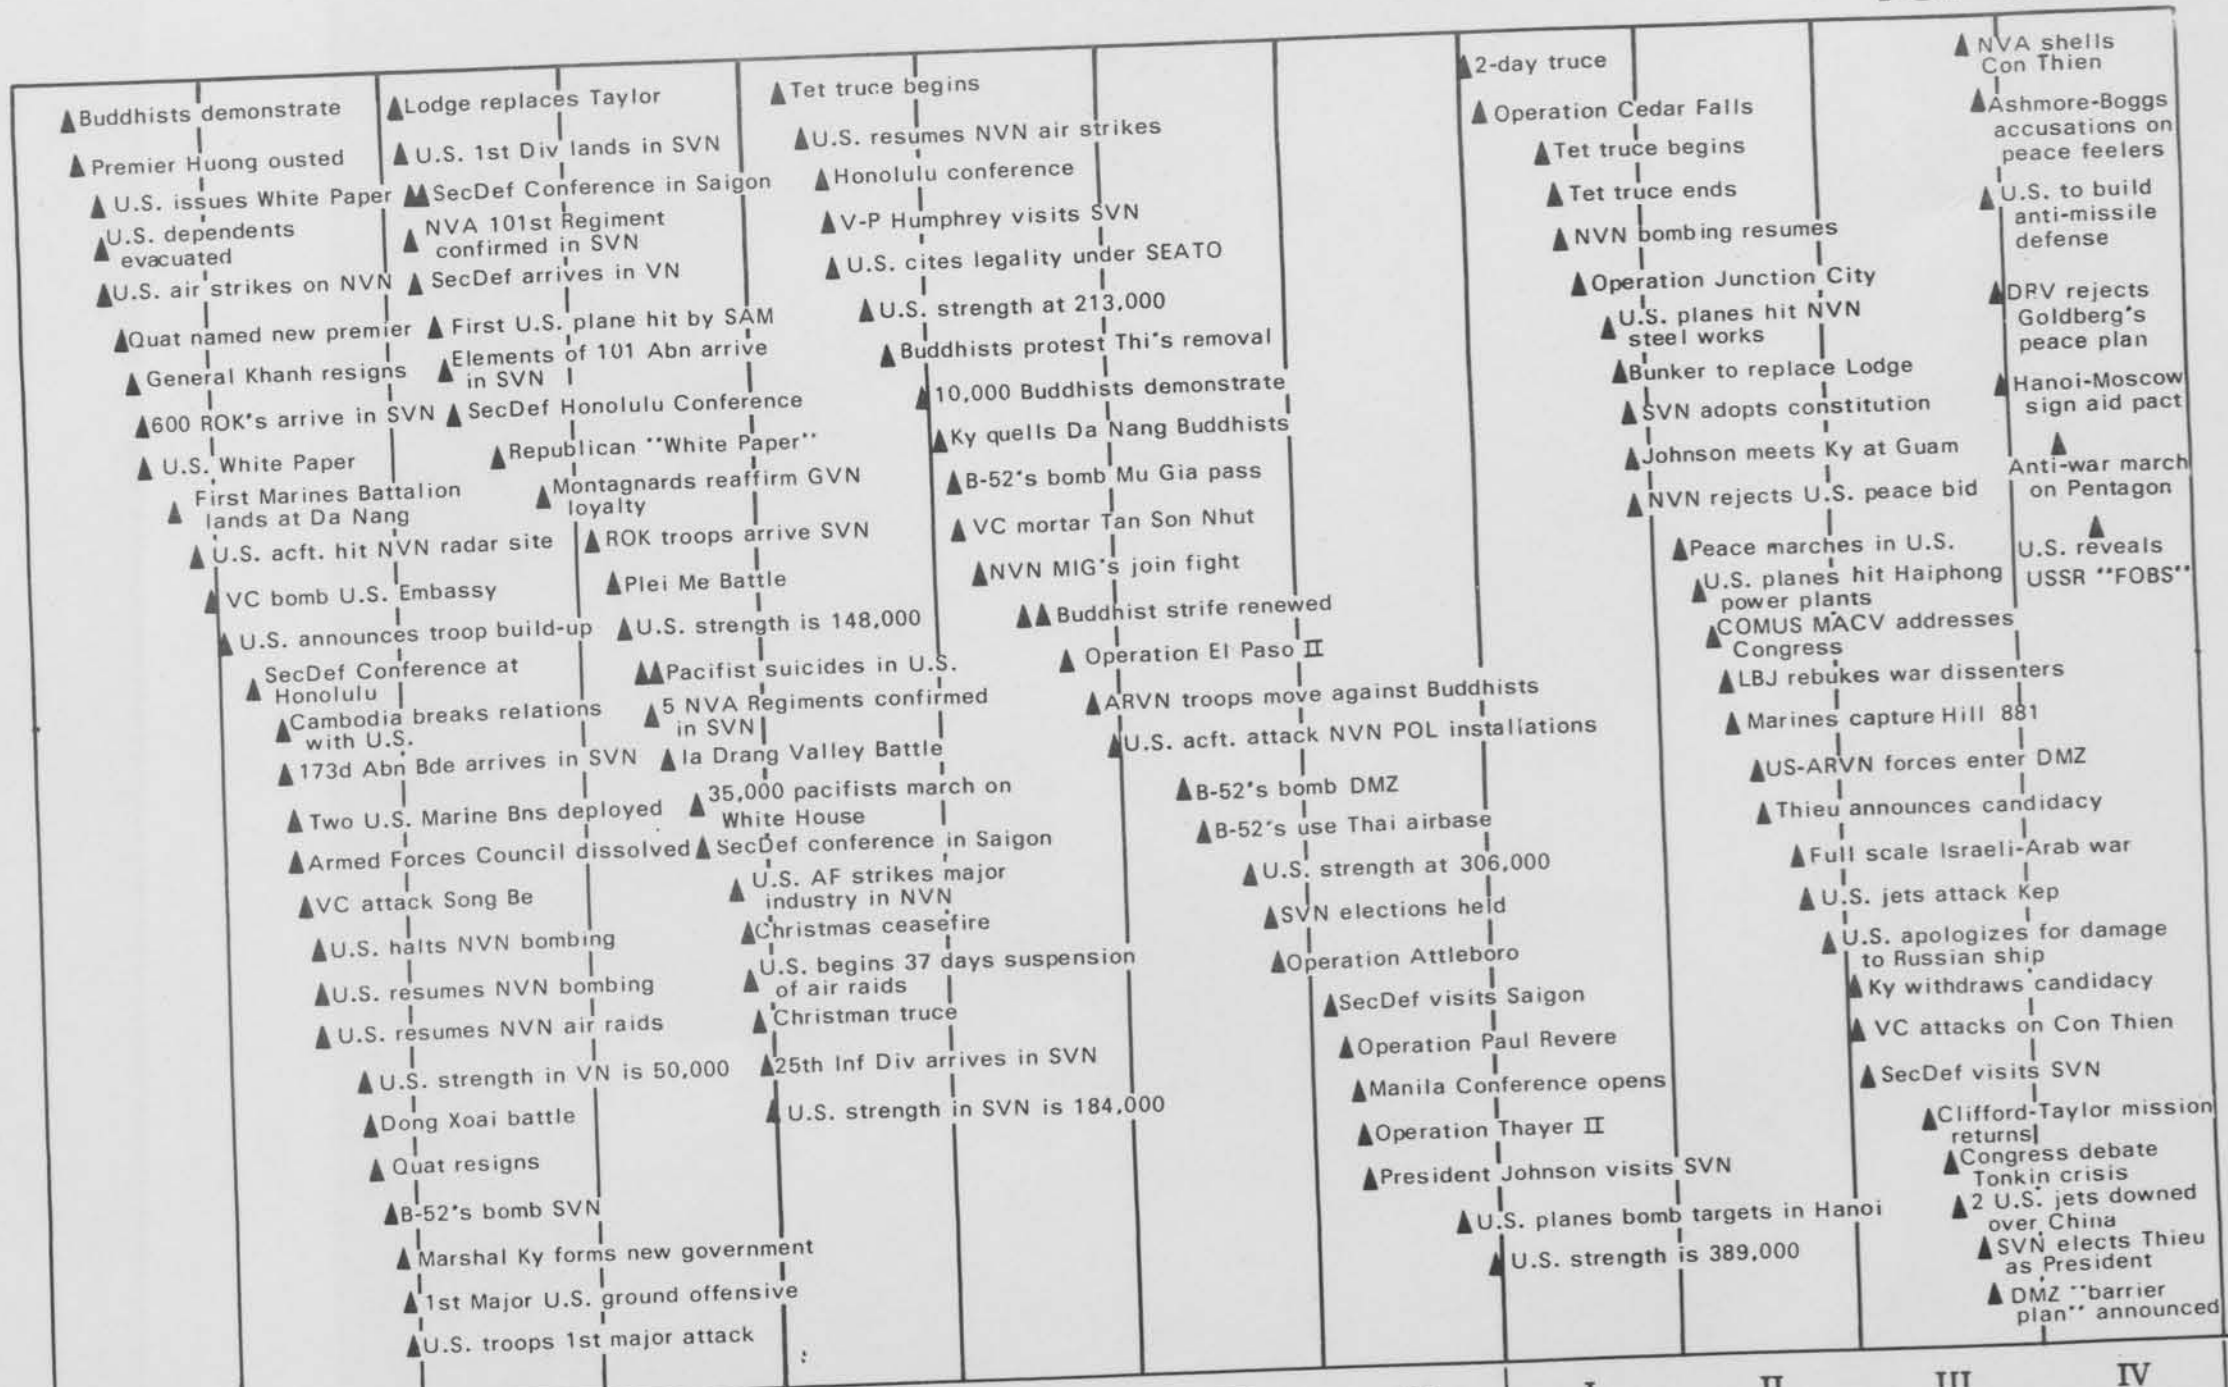 Buddhists demonstrate
Premier Huong ousted
U.S. issues White Paper
U.S. dependents
evacuated
U.S. air strikes on NVN
Quat named new premier
General Khanh resigns
600 ROK's arrive in SVN
U.S. White Paper
First Marines Battalion
lands at Da Nang
U.S. acft. hit NVN radar site
VC bomb U.S. Embassy
U.S. announces troop build-up
SecDef Conference at
Honolulu
Cambodia breaks relations
with U.S.
173d Abn Bde arrives in SVN
Two U.S. Marine Bns deployed
Armed Forces Council dissolved
VC attack Song Be
U.S. halts NVN bombing
U.S. resumes NVN bombing
U.S. resumes NVN air raids
U.S. strength in VN is 50,000
Dong Xoai battle
Quat resigns
B-52's bomb SVN
Marshal Ky forms new government
1st Major U.S. ground offensive
U.S. troops 1st major attack
Lodge replaces Taylor
U.S. 1st Div lands in SVN
SecDef Conference in Saigon
NVA 101st Regiment
confirmed in SVN
SecDef arrives in VN
First U.S. plane hit by SAM
Elements of 101 Abn arrive
in SVN
SecDef Honolulu Conference
Republican "White Paper"
Montagnards reaffirm GVN
loyalty
ROK troops arrive SVN
Plei Me Battle
U.S. strength is 148,000
Pacifist suicides in U.S.
5 NVA Regiments confirmed
in SVN
Ia Drang Valley Battle
35,000 pacifists march on
White House
SecDef conference in Saigon
U.S. AF strikes major
industry in NVN
Christmas ceasefire
U.S. begins 37 days suspension
of air raids
Christman truce
25th Inf Div arrives in SVN
U.S. strength in SVN is 184,000
Tet truce begins
U.S. resumes NVN air strikes
Honolulu conference
V-P Humphrey visits SVN
U.S. cites legality under SEATO
U.S. strength at 213,000
Buddhists protest Thi's removal
10,000 Buddhists demonstrate
Ky quells Da Nang Buddhists
B-52's bomb Mu Gia pass
VC mortar Tan Son Nhut
NVN MIG's join fight
Buddhist strife renewed
Operation El Paso II
ARVN troops move against Buddhists
U.S. acft. attack NVN POL installations
B-52's bomb DMZ
B-52's use Thai airbase
U.S. strength at 306,000
SVN elections held
Operation Attleboro
SecDef visits Saigon
Operation Paul Revere
Manila Conference opens
Operation Thayer II
President Johnson visits SVN
U.S. planes bomb targets in Hanoi
U.S. strength is 389,000
2-day truce
Operation Cedar Falls
Tet truce begins
Tet truce ends
NVN bombing resumes
Operation Junction City
U.S. planes hit NVN
steel works
Bunker to replace Lodge
SVN adopts constitution
Johnson meets Ky at Guam
NVN rejects U.S. peace bid
Peace marches in U.S.
U.S. planes hit Haiphong
power plants
COMUS MACV addresses
Congress
LBJ rebukes war dissenters
Marines capture Hill 881
US-ARVN forces enter DMZ
Thieu announces candidacy
Full scale Israeli-Arab war
U.S. jets attack Kep
U.S. apologizes for damage
to Russian ship
Ky withdraws candidacy
VC attacks on Con Thien
SecDef visits SVN
Clifford-Taylor mission
returns
Congress debate
Tonkin crisis
2 U.S. jets downed
over China
SVN elects Thieu
as President
DMZ "barrier
plan" announced
NVA shells
Con Thien
Ashmore-Boggs
accusations on
peace feelers
U.S. to build
anti-missile
defense
DRV rejects
Goldberg's
peace plan
Hanoi-Moscow
sign aid pact
Anti-war march
on Pentagon
U.S. reveals
USSR "FOBS"
I II III IV